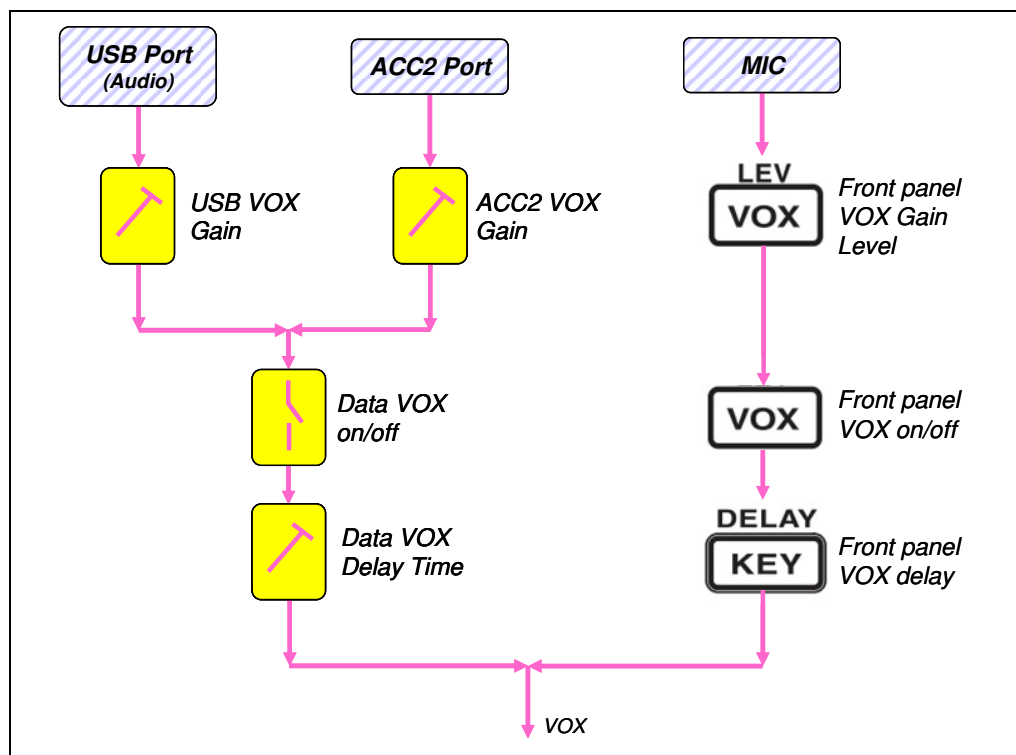 USB Port
(Audio)
ACC2 Port
MIC
USB VOX
Gain
ACC2 VOX
Gain
LEV
VOX
Front panel
VOX Gain
Level
Data VOX
on/off
VOX
Front panel
VOX on/off
Data VOX
Delay Time
DELAY
KEY
Front panel
VOX delay
VOX